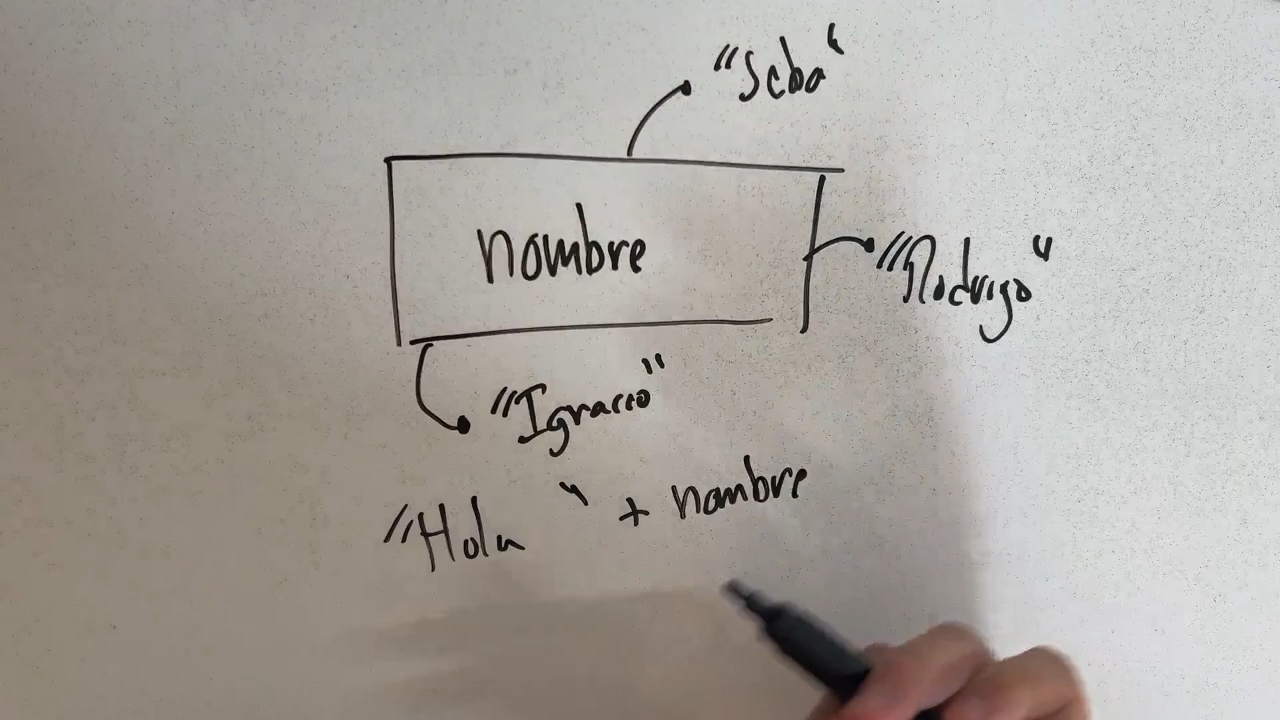 "Seba"
nombre
"Rodrigo"
"Ignacio"
"Hola " + nombre